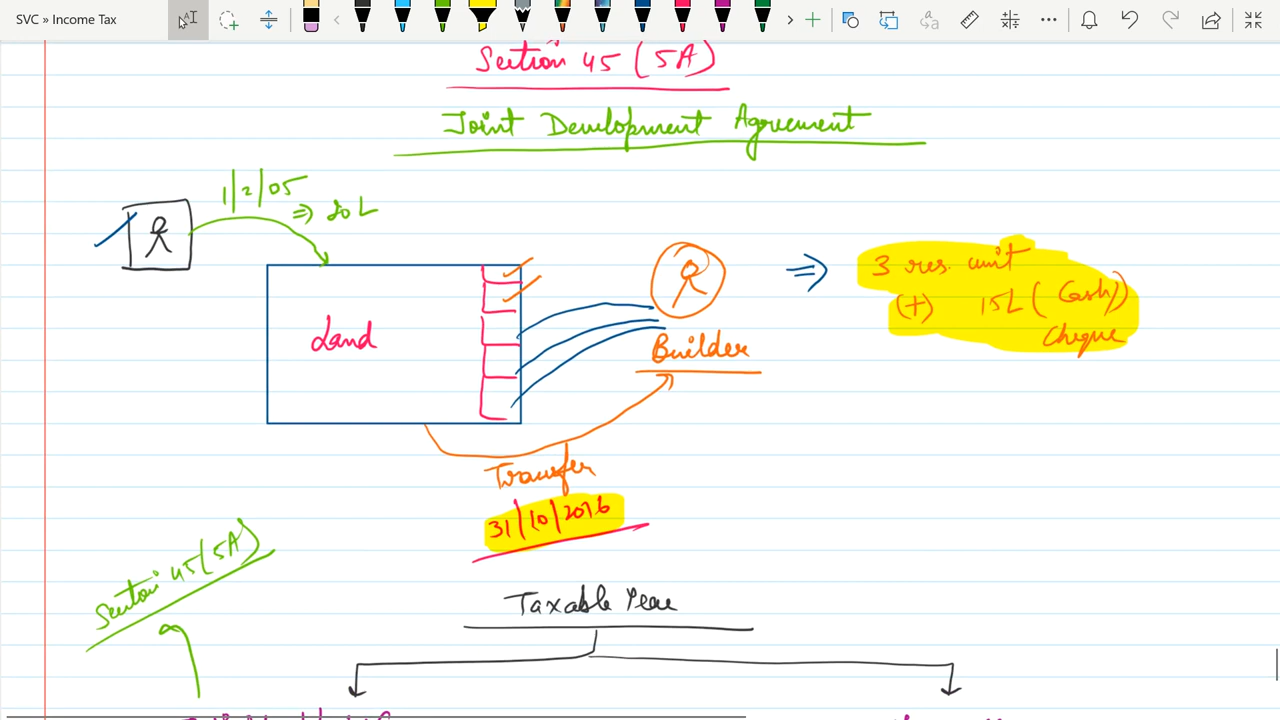 SVC » Income Tax
Section 45 (5A)
Joint Development Agreement
1/2/05
⇒ 20L
Land
Builder
⇒ 3 res. unit
(+) 15L (Cash/)
Cheque
Transfer
31/10/2016
Section 45(5A)
Taxable Year